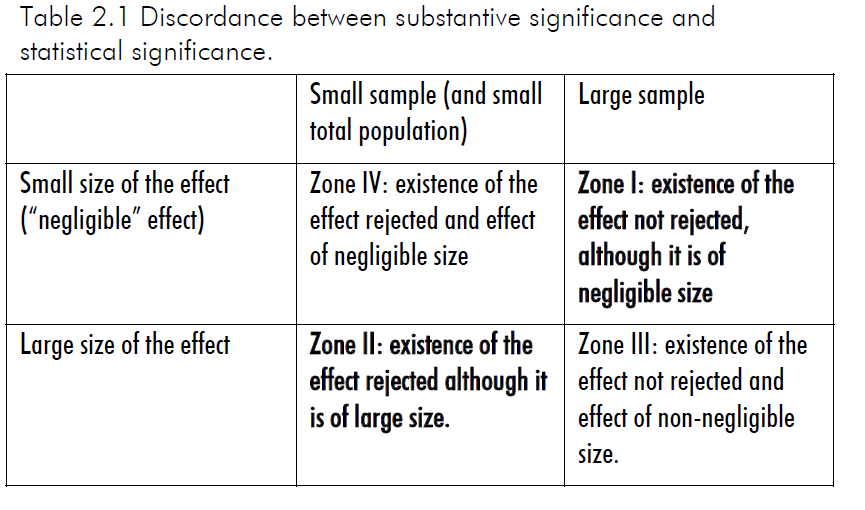 Table 2.1 Discordance between substantive significance and
statistical significance.
Small sample (and small
total population)
Large sample
Small size of the effect
(“negligible” effect)
Zone IV: existence of the
effect rejected and effect
of negligible size
Zone I: existence of the
effect not rejected,
although it is of
negligible size
Large size of the effect
Zone II: existence of the
effect rejected although it
is of large size.
Zone III: existence of the
effect not rejected and
effect of non-negligible
size.